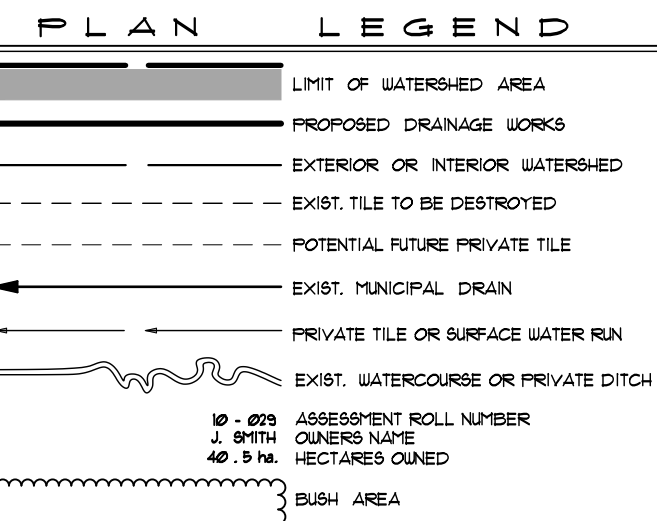 PLAN LEGEND
LIMIT OF WATERSHED AREA
PROPOSED DRAINAGE WORKS
EXTERIOR OR INTERIOR WATERSHED
EXIST. TILE TO BE DESTROYED
POTENTIAL FUTURE PRIVATE TILE
EXIST. MUNICIPAL DRAIN
PRIVATE TILE OR SURFACE WATER RUN
EXIST. WATERCOURSE OR PRIVATE DITCH
10 - 029 ASSESSMENT ROLL NUMBER
J. SMITH OWNERS NAME
40.5 ha. HECTARES OWNED
BUSH AREA